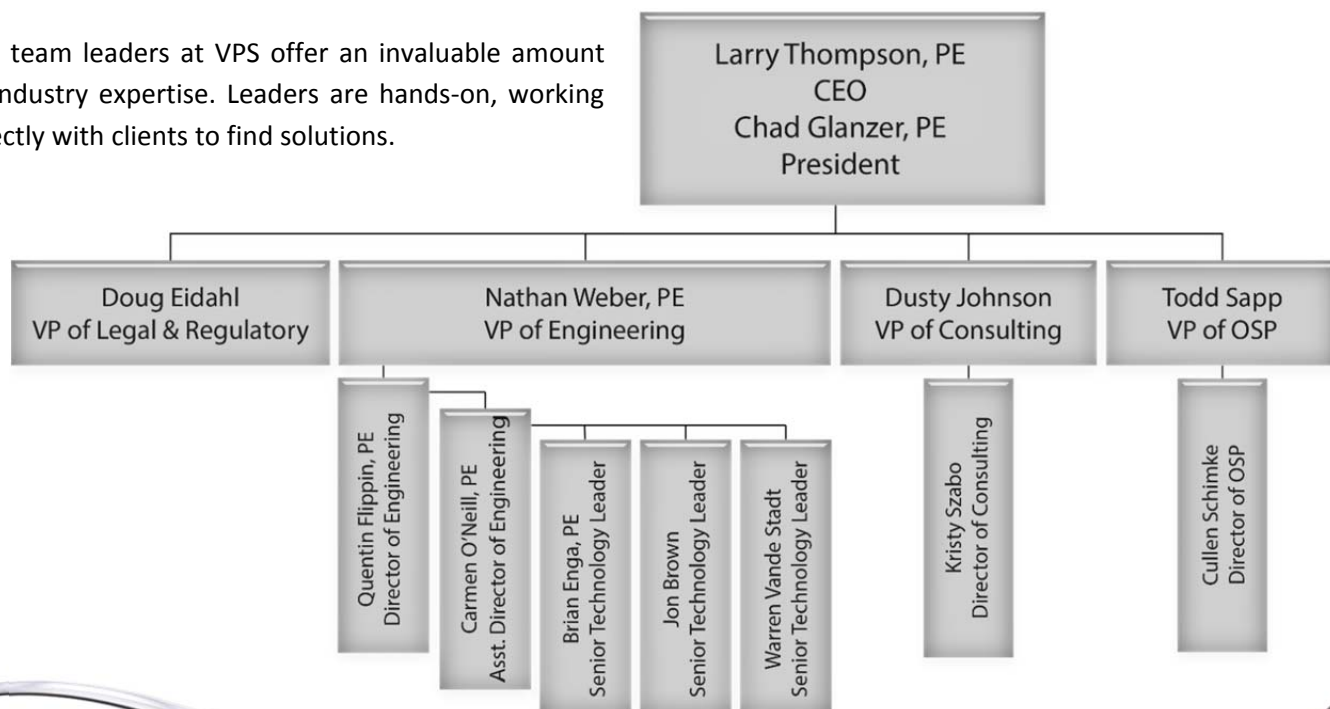 team leaders at VPS offer an invaluable amount
industry expertise. Leaders are hands-on, working
with clients to find solutions.
Larry Thompson, PE
CEO
Chad Glanzer, PE
President
Doug Eidahl
VP of Legal & Regulatory
Nathan Weber, PE
VP of Engineering
Dusty Johnson
VP of Consulting
Todd Sapp
VP of OSP
Quentin Flippin, PE
Director of Engineering
Carmen O'Neill, PE
Asst. Director of Engineering
Brian Enga, PE
Senior Technology Leader
Jon Brown
Senior Technology Leader
Warren Vande Stadt
Senior Technology Leader
Kristy Szabo
Director of Consulting
Cullen Schimke
Director of OSP